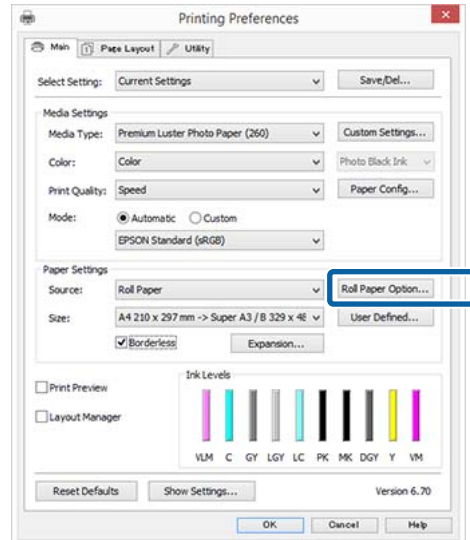 Printing Preferences
Main Page Layout Utility
Select Setting: Current Settings Save/Del...
Media Settings
Media Type: Premium Luster Photo Paper (260) Custom Settings...
Color: Color Photo Black Ink
Print Quality: Speed Paper Config...
Mode: Automatic Custom
EPSON Standard (sRGB)
Paper Settings
Source: Roll Paper Roll Paper Option...
Size: A4 210 x 297 mm -> Super A3 / B 329 x 48 User Defined...
Borderless Expansion...
Print Preview
Layout Manager
Ink Levels
VLM C GY LGY LC PK MK DGY Y VM
Reset Defaults Show Settings... Version 6.70
OK Cancel Help